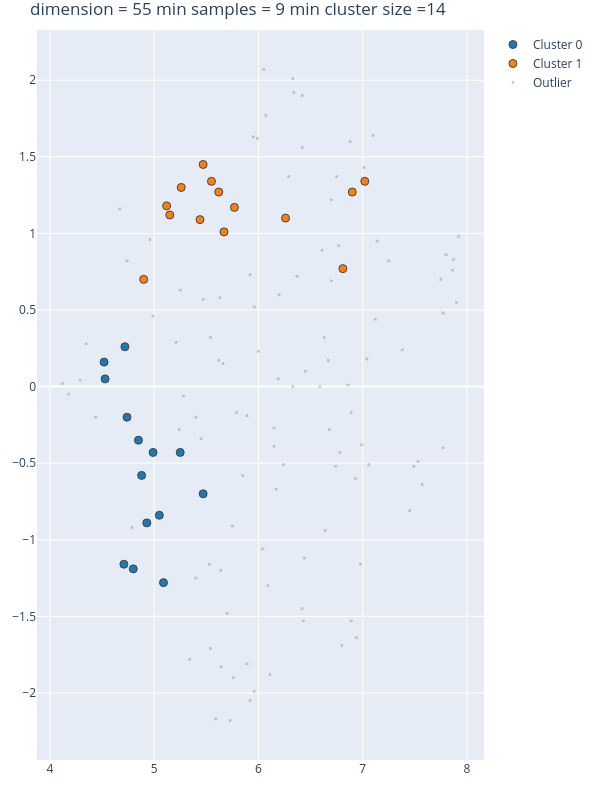 dimension = 55 min samples = 9 min cluster size =14
Cluster 0
Cluster 1
Outlier
2
1.5
1
0.5
0
−0.5
−1
−1.5
−2
4 5 6 7 8